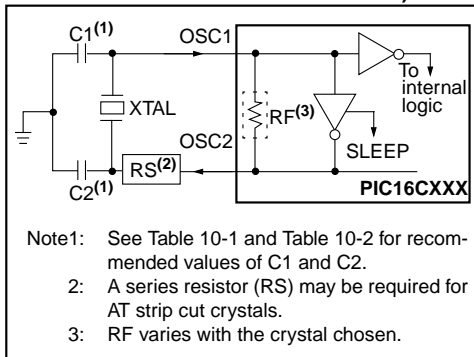 C1(1)
OSC1
To
internal
logic
XTAL
RF(3)
OSC2
SLEEP
RS(2)
C2(1)
PIC16CXXX
Note1: See Table 10-1 and Table 10-2 for recom-
mended values of C1 and C2.
2: A series resistor (RS) may be required for
AT strip cut crystals.
3: RF varies with the crystal chosen.